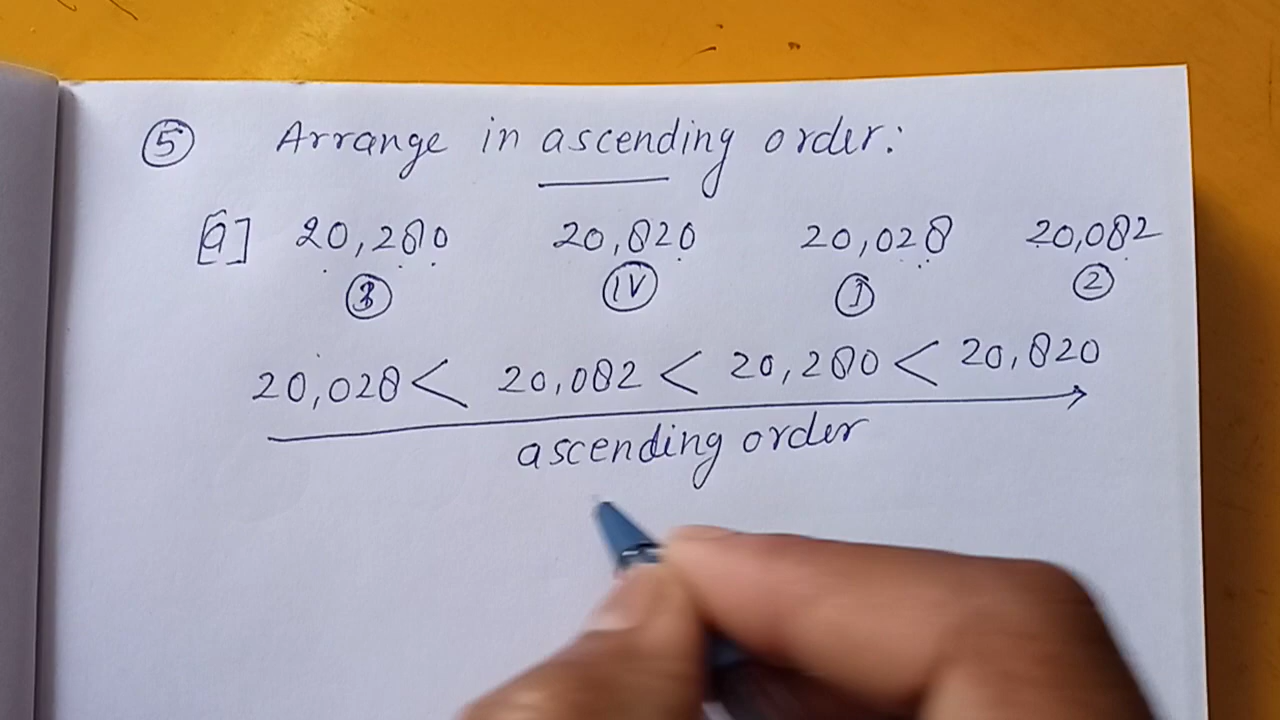 ⑤ Arrange in ascending order:
[a] 20,280 20,820 20,028 20,082
③ IV ① ②
20,028 < 20,082 < 20,280 < 20,820
ascending order